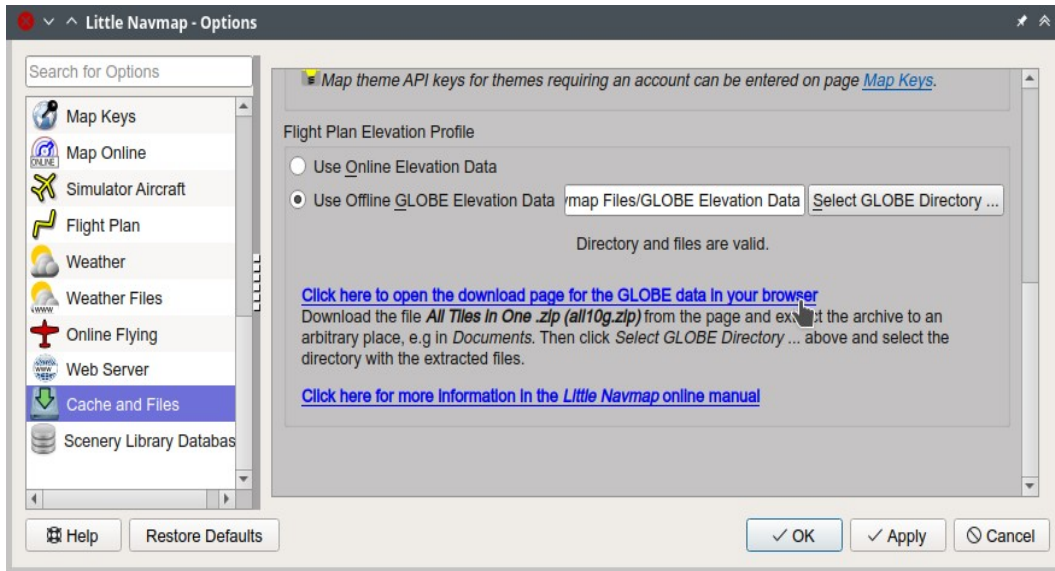 Little Navmap - Options
Search for Options
Map Keys
Map Online
Simulator Aircraft
Flight Plan
Weather
Weather Files
Online Flying
Web Server
Cache and Files
Scenery Library Databas
Map theme API keys for themes requiring an account can be entered on page Map Keys.
Flight Plan Elevation Profile
Use Online Elevation Data
Use Offline GLOBE Elevation Data map Files/GLOBE Elevation Data Select GLOBE Directory ...
Directory and files are valid.
Click here to open the download page for the GLOBE data in your browser
Download the file All Tiles in One .zip (all10g.zip) from the page and extract the archive to an
arbitrary place, e.g in Documents. Then click Select GLOBE Directory ... above and select the
directory with the extracted files.
Click here for more information in the Little Navmap online manual
Help
Restore Defaults
OK
Apply
Cancel